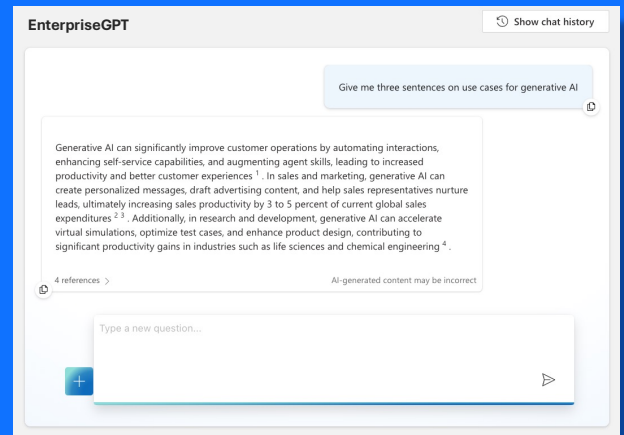 EnterpriseGPT
Show chat history
Give me three sentences on use cases for generative AI
Generative AI can significantly improve customer operations by automating interactions,
enhancing self-service capabilities, and augmenting agent skills, leading to increased
productivity and better customer experiences 1 . In sales and marketing, generative AI can
create personalized messages, draft advertising content, and help sales representatives nurture
leads, ultimately increasing sales productivity by 3 to 5 percent of current global sales
expenditures 2 3 . Additionally, in research and development, generative AI can accelerate
virtual simulations, optimize test cases, and enhance product design, contributing to
significant productivity gains in industries such as life sciences and chemical engineering 4 .
4 references
AI-generated content may be incorrect
Type a new question...